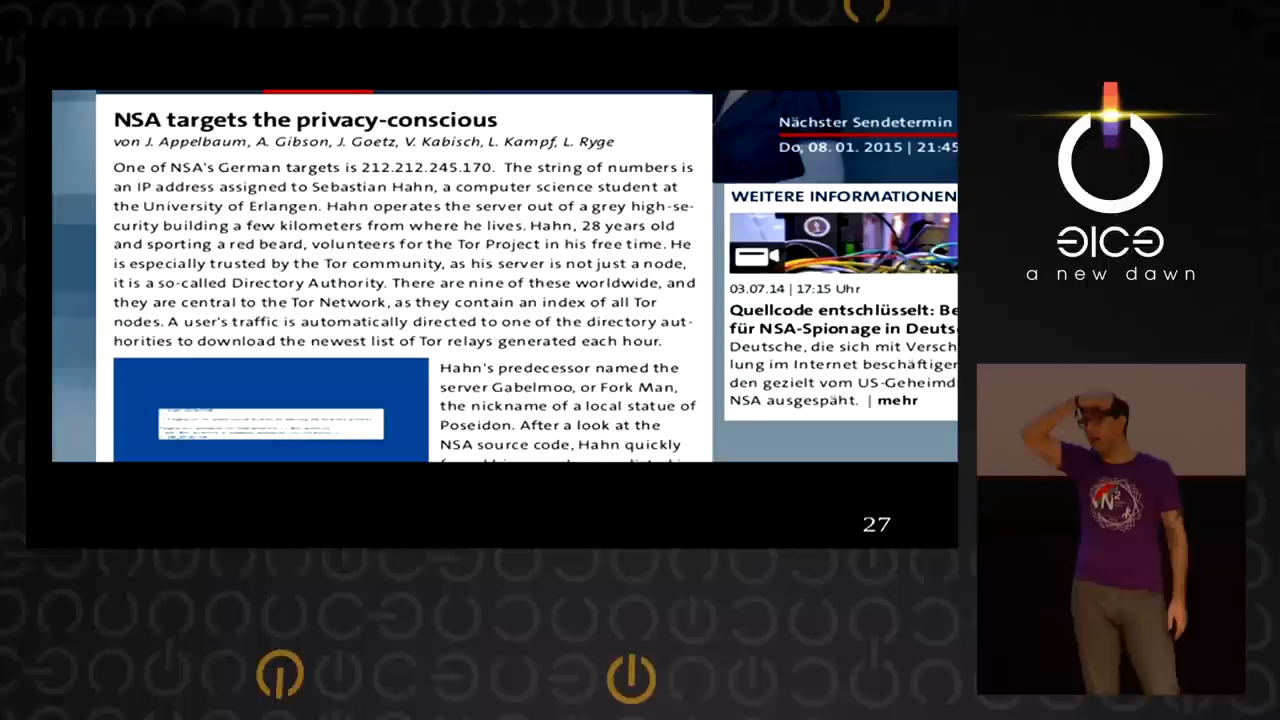 NSA targets the privacy-conscious
von J. Appelbaum, A. Gibson, J. Goetz, V. Kabisch, L. Kampf, L. Ryge
One of NSA's German targets is 212.212.245.170. The string of numbers is
an IP address assigned to Sebastian Hahn, a computer science student at
the University of Erlangen. Hahn operates the server out of a grey high-se-
curity building a few kilometers from where he lives. Hahn, 28 years old
and sporting a red beard, volunteers for the Tor Project in his free time. He
is especially trusted by the Tor community, as his server is not just a node,
it is a so-called Directory Authority. There are nine of these worldwide, and
they are central to the Tor Network, as they contain an index of all Tor
nodes. A user's traffic is automatically directed to one of the directory aut-
horities to download the newest list of Tor relays generated each hour.
Hahn's predecessor named the
server Gabelmoo, or Fork Man,
the nickname of a local statue of
Poseidon. After a look at the
NSA source code, Hahn quickly
Nächster Sendetermin
Do, 08. 01. 2015 | 21:45
WEITERE INFORMATIONEN
03.07.14 | 17:15 Uhr
Quellcode entschlüsselt: Be
für NSA-Spionage in Deuts
Deutsche, die sich mit Versch
lung im Internet beschäftigen
den gezielt vom US-Geheimd
NSA ausgespäht. | mehr
27
31C3
a new dawn
N²